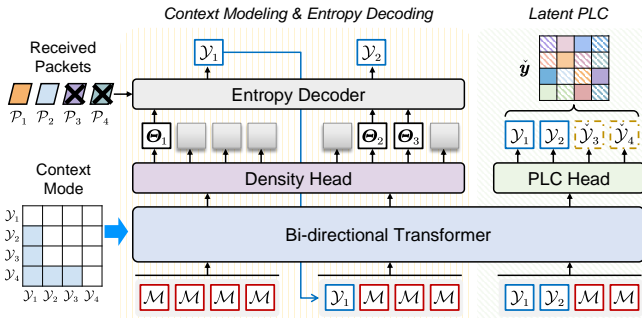 Context Modeling & Entropy Decoding
Latent PLC
Received
Packets
𝒫₁ 𝒫₂ 𝒫₃ 𝒫₄
𝒴₁
𝒴₂
Entropy Decoder
Θ₁
Θ₂ Θ₃
Density Head
y̌
𝒴₁ 𝒴₂ 𝒴̌₃ 𝒴̌₄
PLC Head
Context
Mode
𝒴₁
𝒴₂
𝒴₃
𝒴₄
𝒴₁ 𝒴₂ 𝒴₃ 𝒴₄
Bi-directional Transformer
ℳ ℳ ℳ ℳ
𝒴₁ ℳ ℳ ℳ
𝒴₁ 𝒴₂ ℳ ℳ